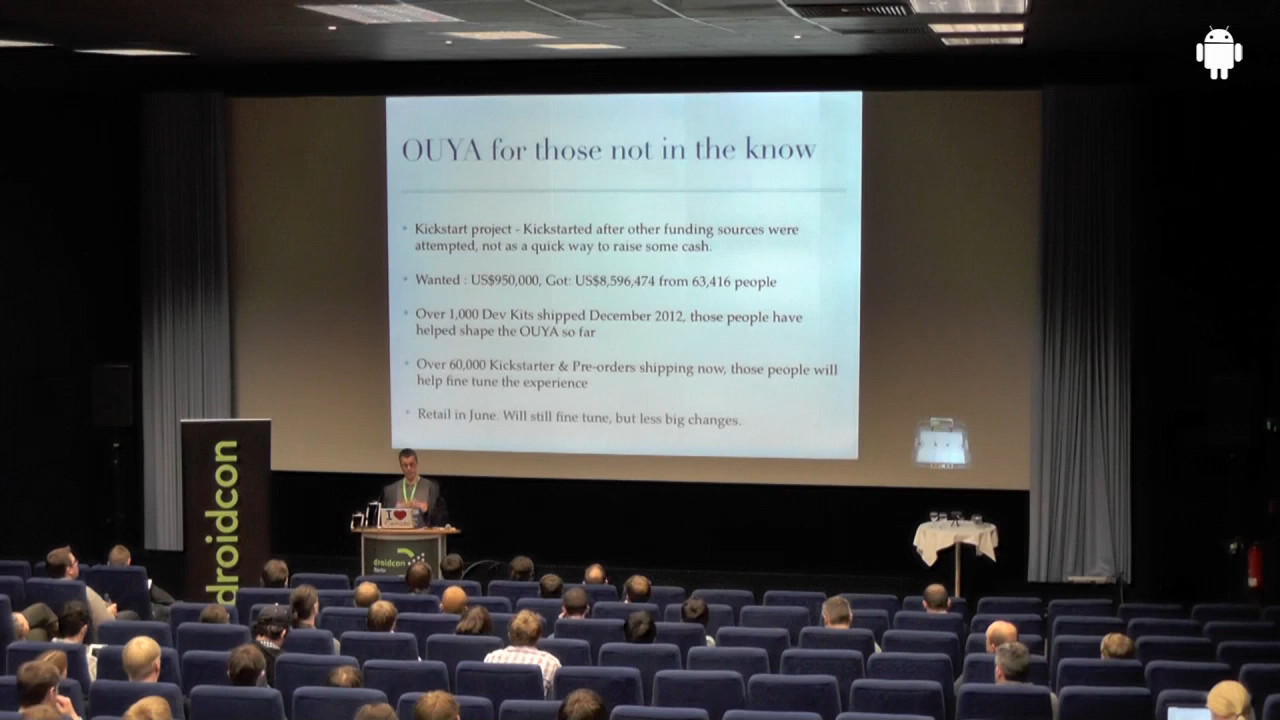 OUYA for those not in the know
Kickstart project - Kickstarted after other funding sources were
attempted, not as a quick way to raise some cash.
Wanted : US$950,000, Got: US$8,596,474 from 63,416 people
Over 1,000 Dev Kits shipped December 2012, those people have
helped shape the OUYA so far
Over 60,000 Kickstarter & Pre-orders shipping now, those people will
help fine tune the experience
Retail in June. Will still fine tune, but less big changes.
droidcon
I
droidcon